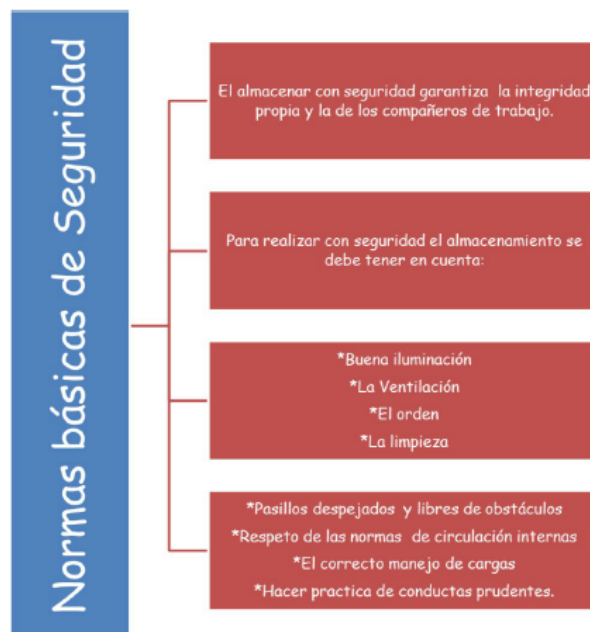 Normas básicas de Seguridad
El almacenar con seguridad garantiza la integridad
propia y la de los compañeros de trabajo.
Para realizar con seguridad el almacenamiento se
debe tener en cuenta:
*Buena iluminación
*La Ventilación
*El orden
*La limpieza
*Pasillos despejados y libres de obstáculos
*Respeto de las normas de circulación internas
*El correcto manejo de cargas
*Hacer practica de conductas prudentes.